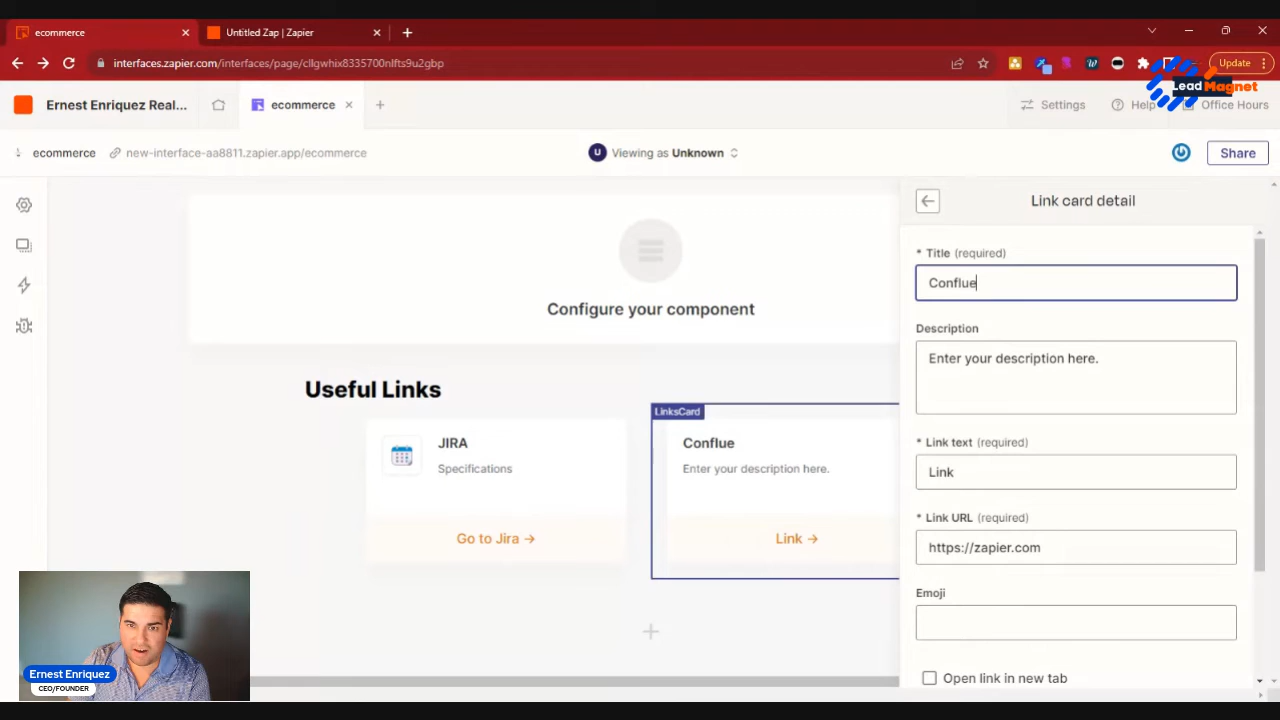 ecommerce
Untitled Zap | Zapier
interfaces.zapier.com/interfaces/page/cllgwhix8335700nlfts9u2gbp
Update
Lead Magnet
Ernest Enriquez Real...
ecommerce
Settings
Help
Office Hours
ecommerce
new-interface-aa8811.zapier.app/ecommerce
U
Viewing as Unknown
Share
Link card detail
* Title (required)
Conflue
Configure your component
Description
Enter your description here.
Useful Links
LinksCard
JIRA
Specifications
Conflue
Enter your description here.
* Link text (required)
Link
* Link URL (required)
Go to Jira →
Link →
https://zapier.com
Emoji
Open link in new tab
Ernest Enriquez
CEO/FOUNDER